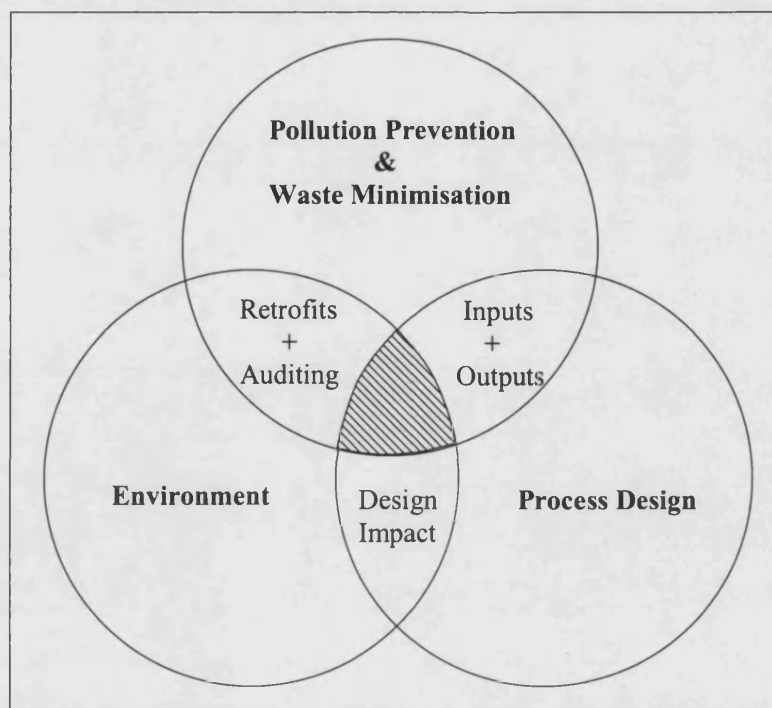 Pollution Prevention
&
Waste Minimisation
Retrofits
+
Auditing
Inputs
+
Outputs
Environment
Design
Impact
Process Design